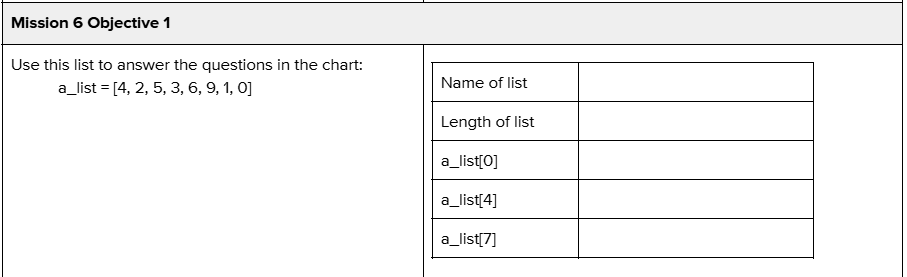 Mission 6 Objective 1
Use this list to answer the questions in the chart:
a_list = [4, 2, 5, 3, 6, 9, 1, 0]
Name of list
Length of list
a_list[0]
a_list[4]
a_list[7]